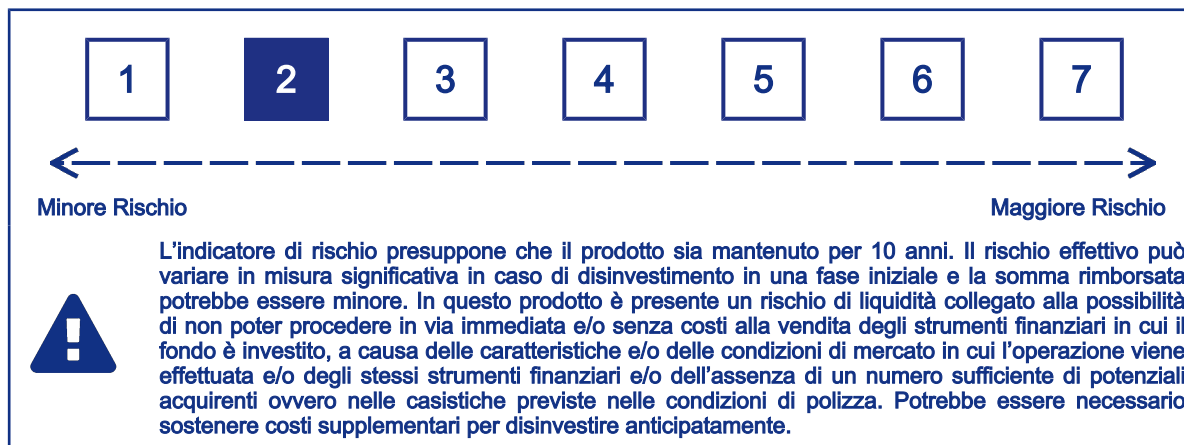 1 2 3 4 5 6 7
Minore Rischio Maggiore Rischio
L'indicatore di rischio presuppone che il prodotto sia mantenuto per 10 anni. Il rischio effettivo può
variare in misura significativa in caso di disinvestimento in una fase iniziale e la somma rimborsata
potrebbe essere minore. In questo prodotto è presente un rischio di liquidità collegato alla possibilità
di non poter procedere in via immediata e/o senza costi alla vendita degli strumenti finanziari in cui il
fondo è investito, a causa delle caratteristiche e/o delle condizioni di mercato in cui l'operazione viene
effettuata e/o degli stessi strumenti finanziari e/o dell'assenza di un numero sufficiente di potenziali
acquirenti ovvero nelle casistiche previste nelle condizioni di polizza. Potrebbe essere necessario
sostenere costi supplementari per disinvestire anticipatamente.